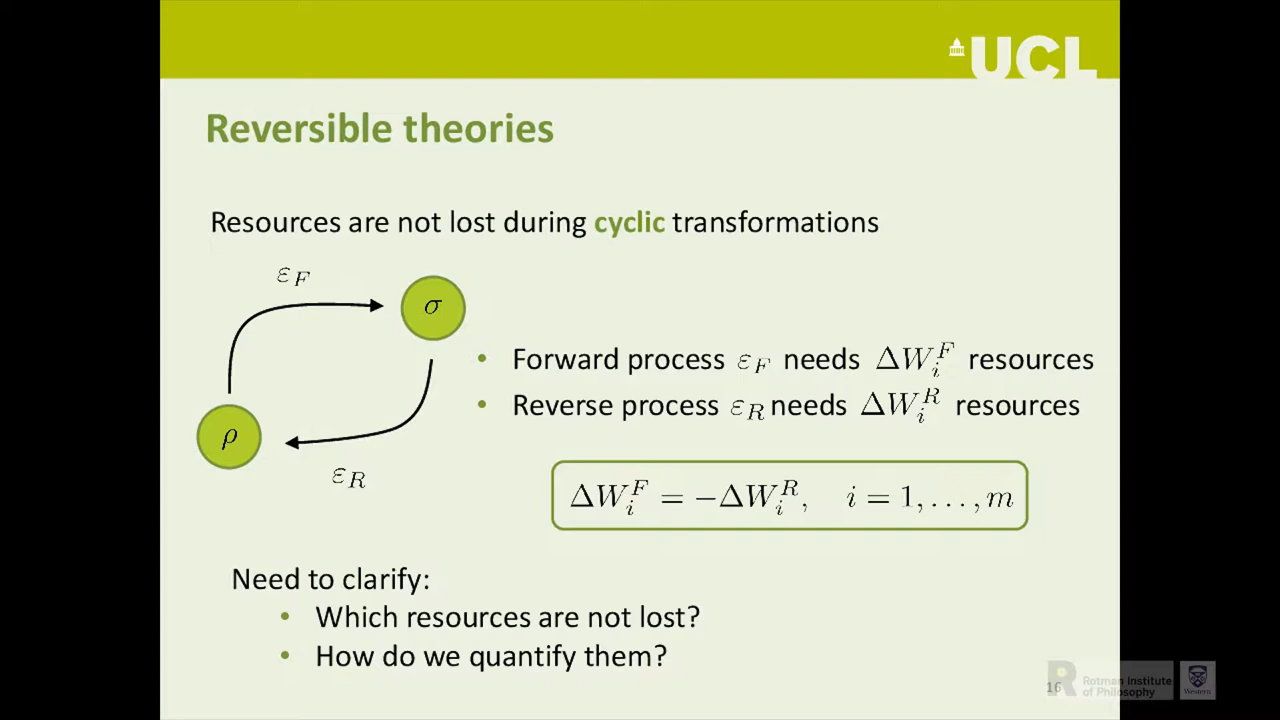 UCL
Reversible theories
Resources are not lost during cyclic transformations
ε_F
σ
• Forward process ε_F needs ΔW_i^F resources
• Reverse process ε_R needs ΔW_i^R resources
ρ
ε_R
ΔW_i^F = −ΔW_i^R, i = 1, . . . , m
Need to clarify:
• Which resources are not lost?
• How do we quantify them?
16
R Rotman Institute
of Philosophy
Western